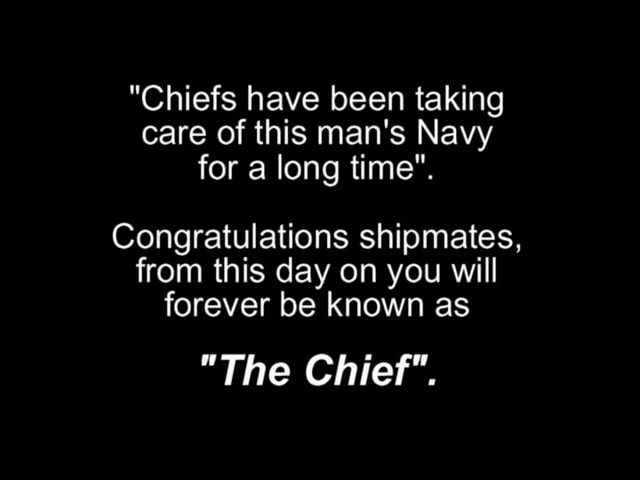 "Chiefs have been taking
care of this man's Navy
for a long time".
Congratulations shipmates,
from this day on you will
forever be known as
"The Chief".